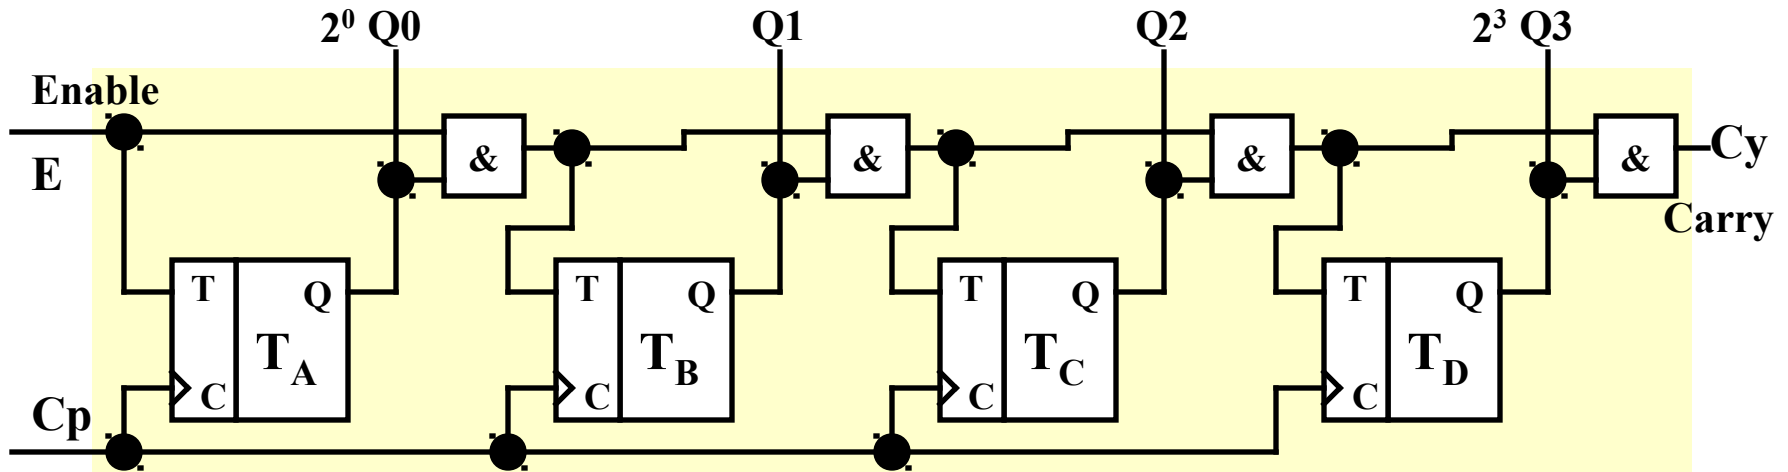 2⁰ Q0 Q1 Q2 2³ Q3
Enable
E & & & & Cy
Carry
T Q T Q T Q T Q
T_A T_B T_C T_D
C C C C
Cp